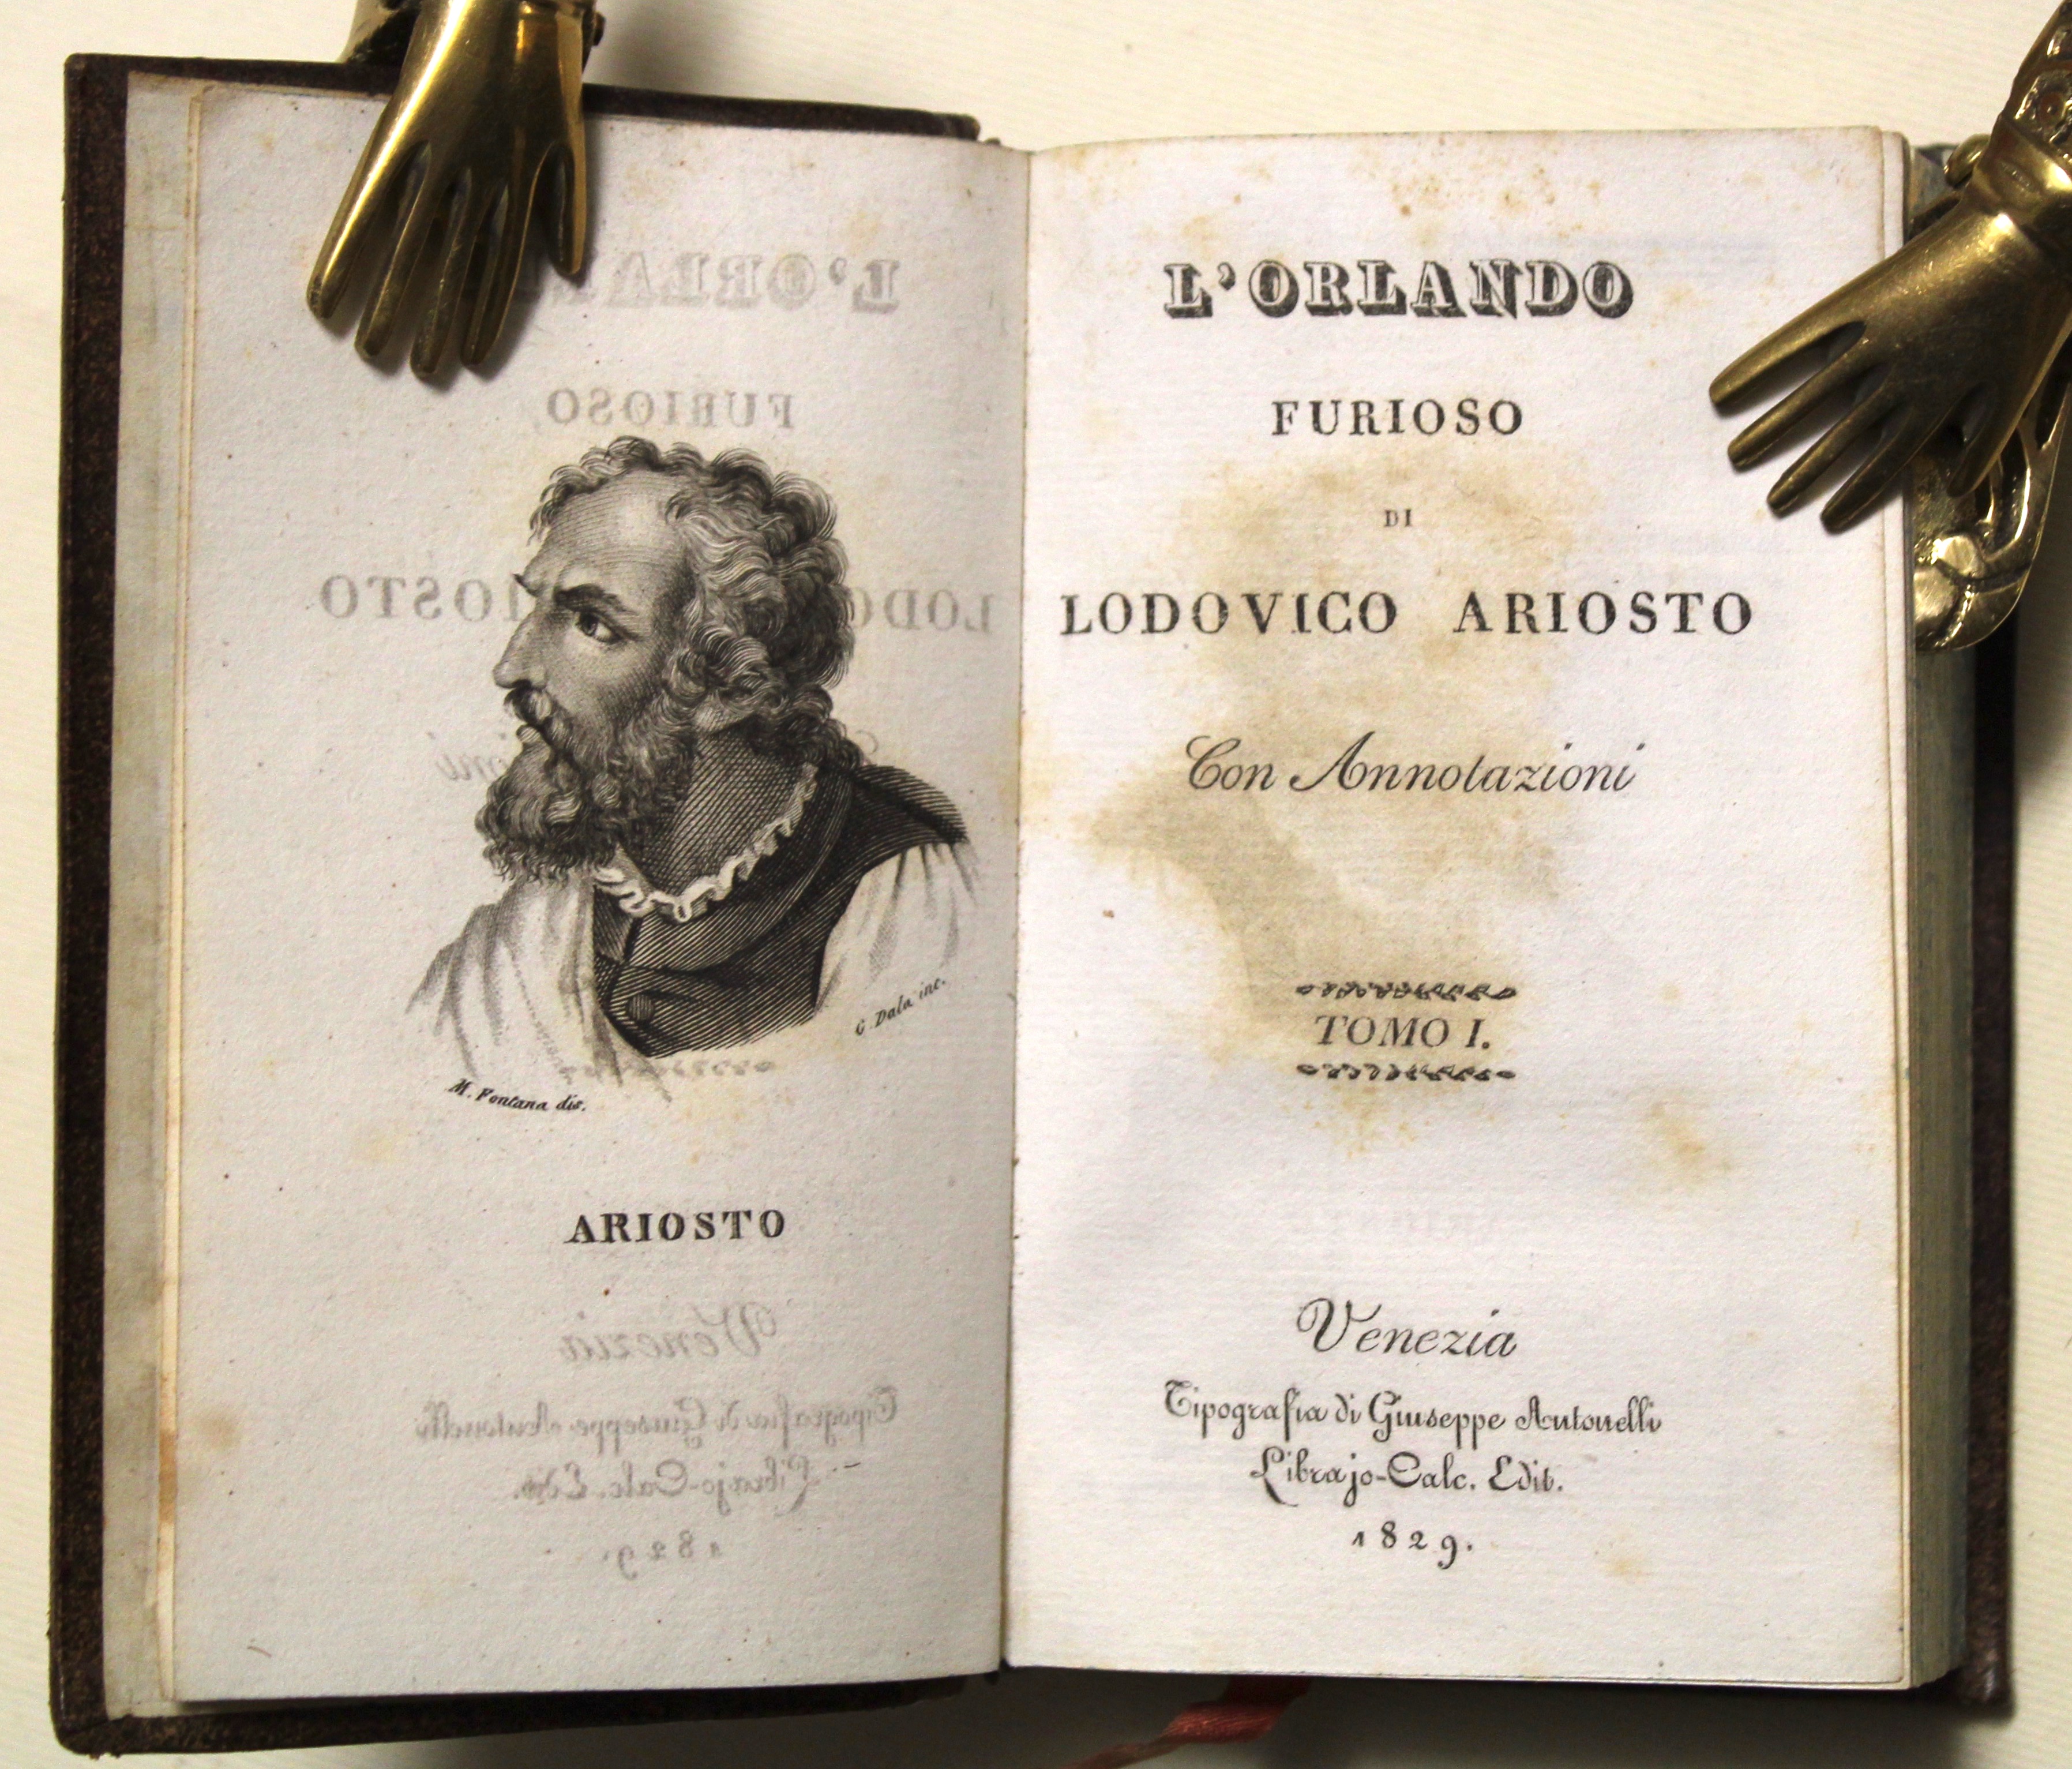 G. Dala inc.
M. Fontana dis.
ARIOSTO
L'ORLANDO
FURIOSO
DI
LODOVICO ARIOSTO
Con Annotazioni
TOMO I.
Venezia
Tipografia di Giuseppe Antonelli
Librajo-Calc. Edit.
1829.